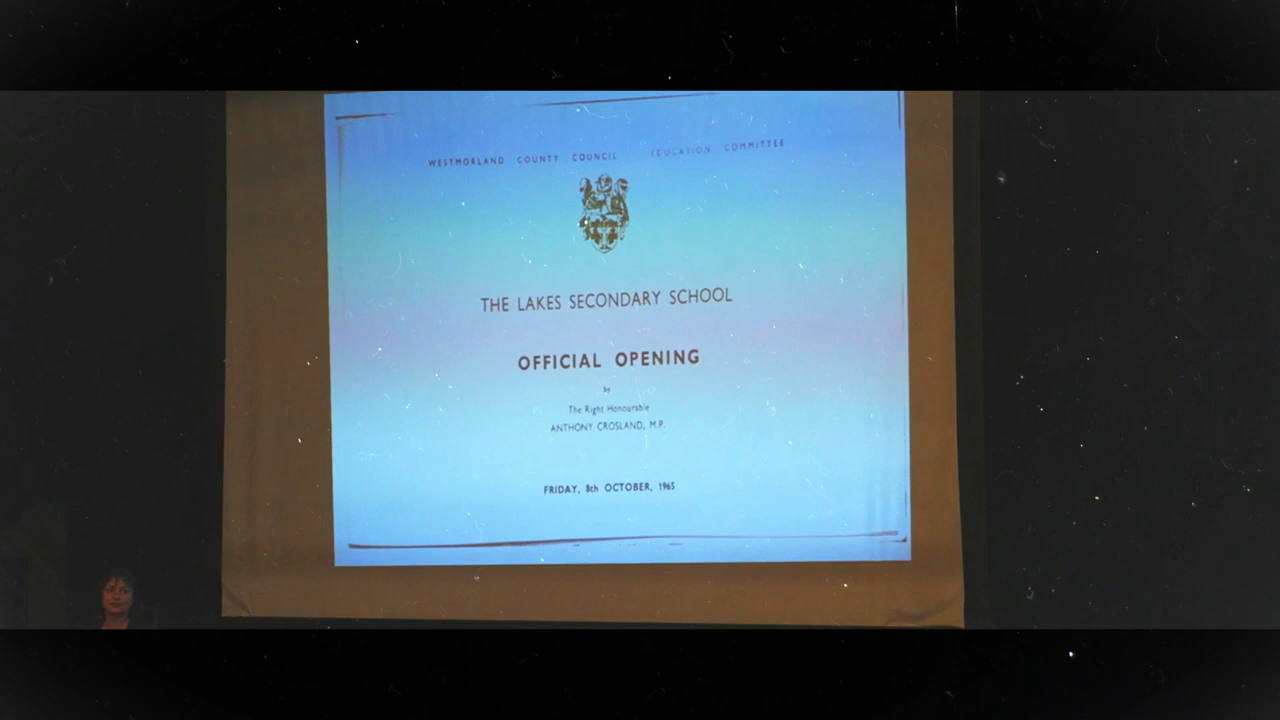 WESTMORLAND COUNTY COUNCIL EDUCATION COMMITTEE
THE LAKES SECONDARY SCHOOL
OFFICIAL OPENING
by
The Right Honourable
ANTHONY CROSLAND, M.P.
FRIDAY, 8th OCTOBER, 1965